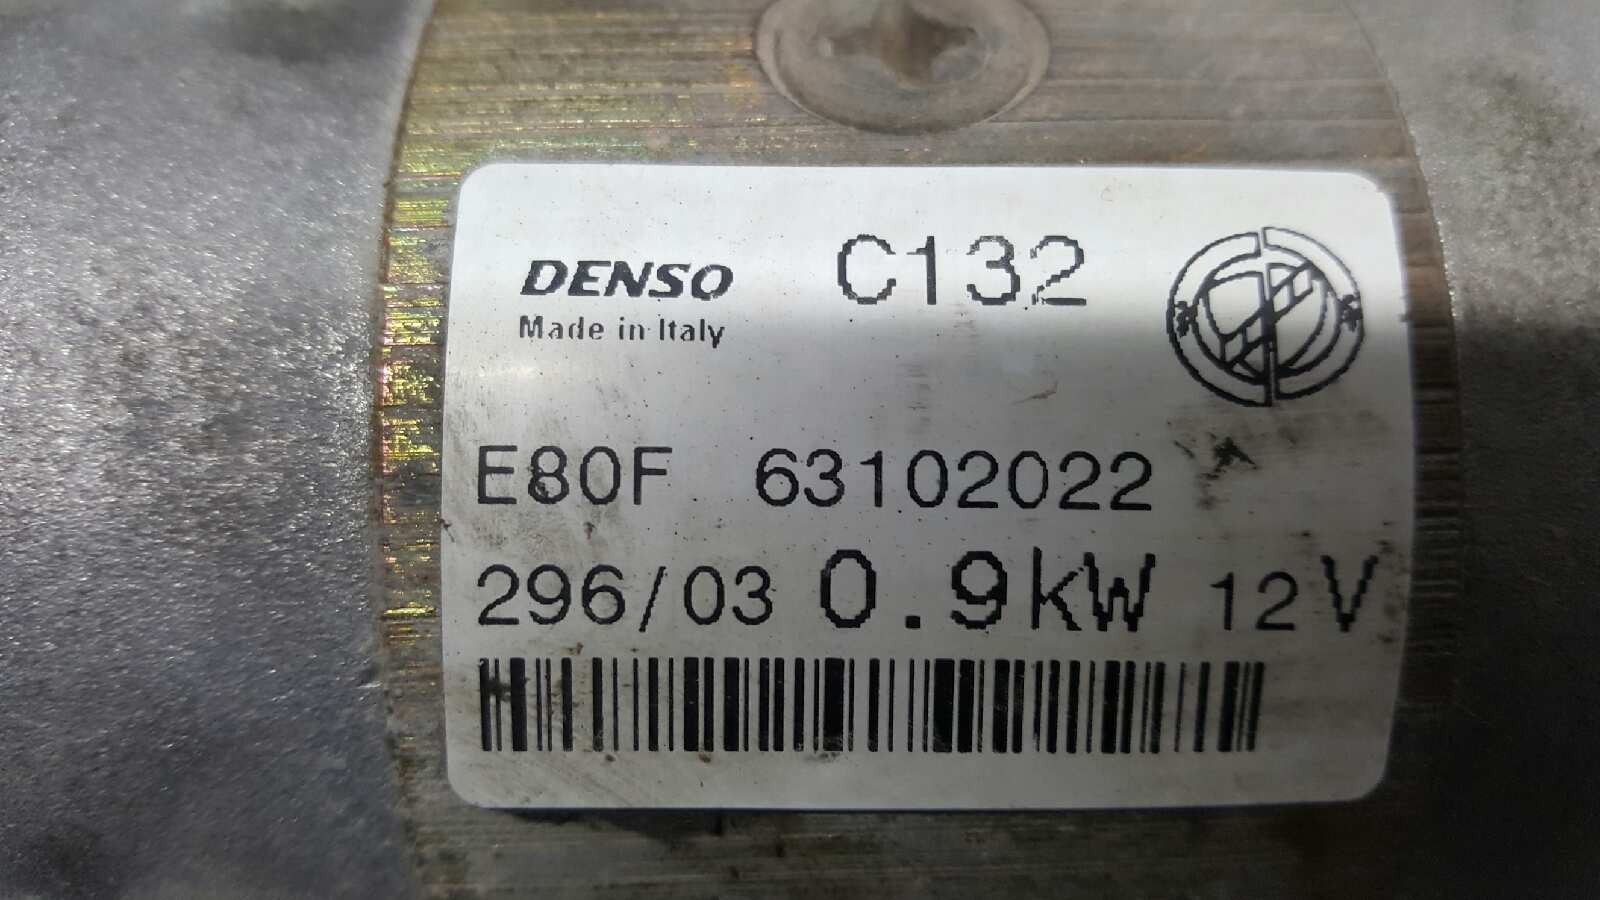 DENSO C132
Made in Italy
E80F 63102022
296/03 0.9kW 12V